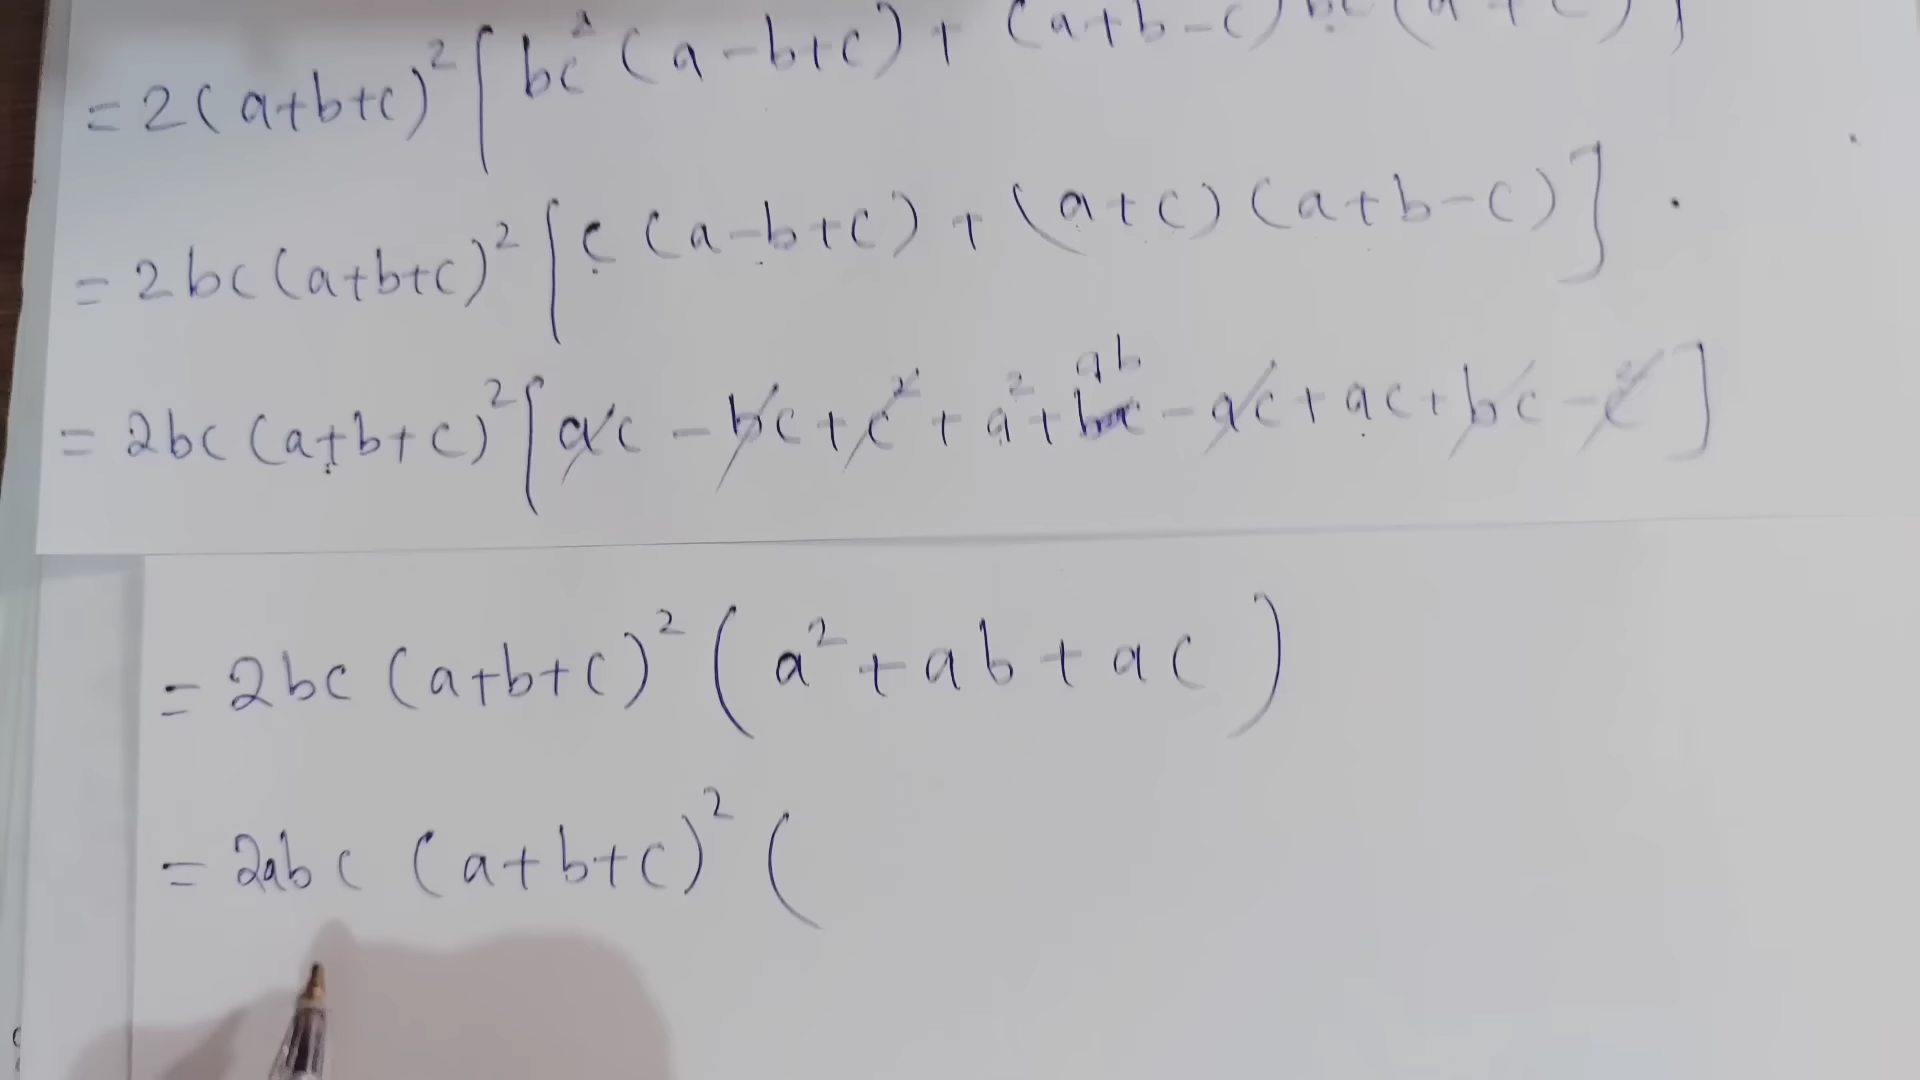 = 2(a+b+c)² [ bc² (a-b+c) + (a+b-c) bc (a+c) ]
= 2bc(a+b+c)² [ c (a-b+c) + (a+c) (a+b-c) ] .
= 2bc (a+b+c)² [ ac - bc + c² + a² + ab - ac + ac + bc - c² ]
= 2bc (a+b+c)² ( a² + ab + ac )
= 2abc (a+b+c)² (